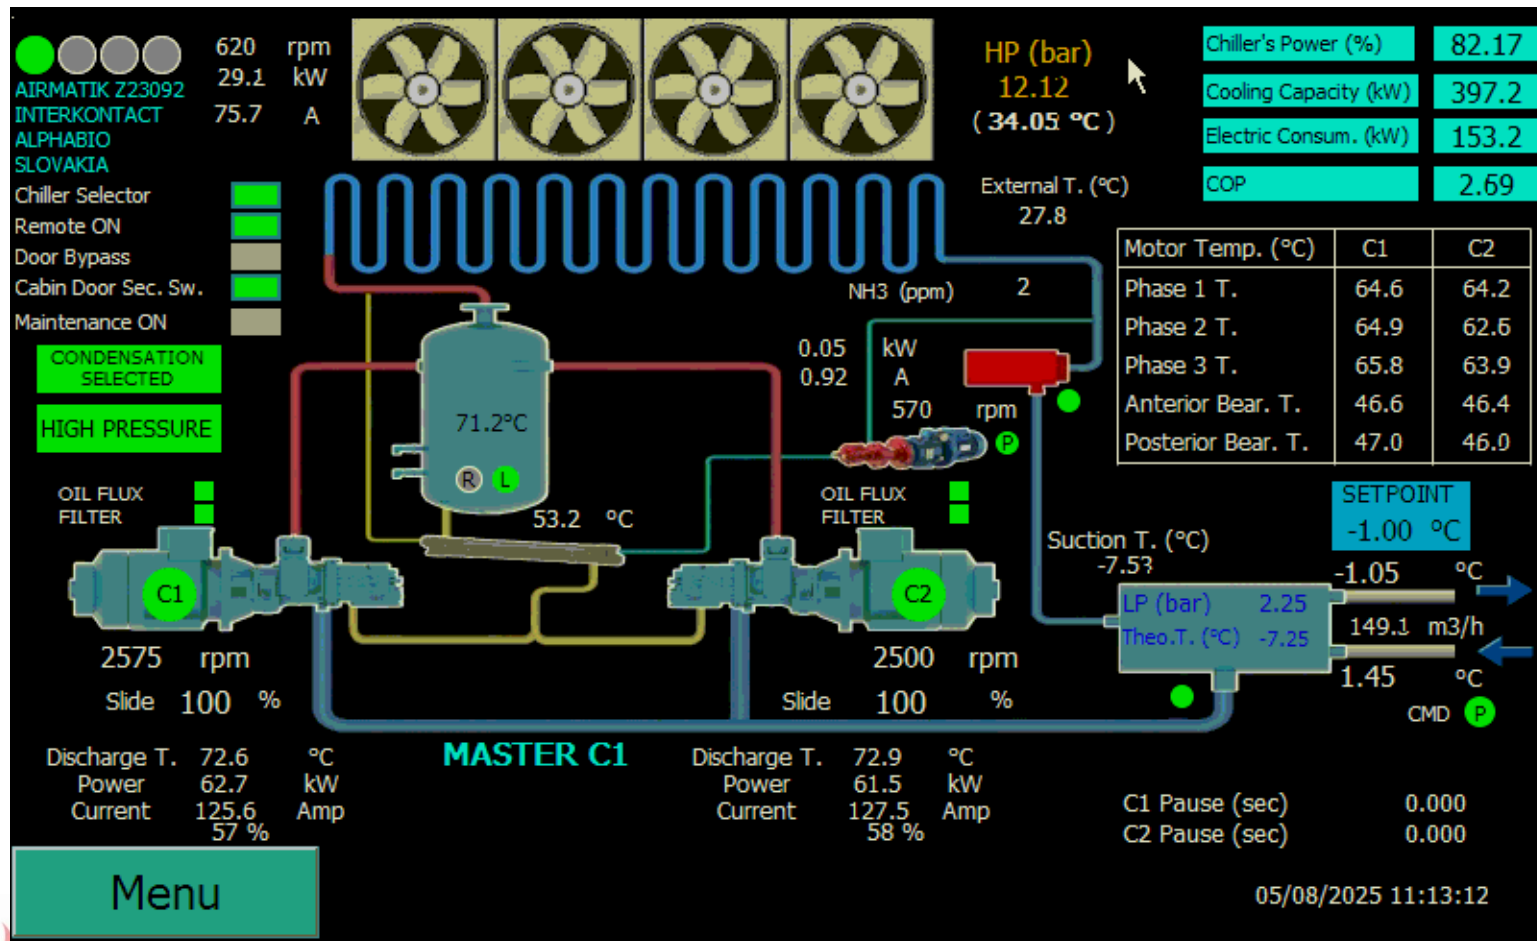 620 rpm
29.1 kW
75.7 A
AIRMATIK Z23092
INTERKONTACT
ALPHABIO
SLOVAKIA
Chiller Selector
Remote ON
Door Bypass
Cabin Door Sec. Sw.
Maintenance ON
CONDENSATION
SELECTED
HIGH PRESSURE
HP (bar)
12.12
( 34.05 °C )
External T. (°C)
27.8
Chiller's Power (%) 82.17
Cooling Capacity (kW) 397.2
Electric Consum. (kW) 153.2
COP 2.69
Motor Temp. (°C) C1 C2
Phase 1 T. 64.6 64.2
Phase 2 T. 64.9 62.6
Phase 3 T. 65.8 63.9
Anterior Bear. T. 46.6 46.4
Posterior Bear. T. 47.0 46.9
NH3 (ppm) 2
0.05 kW
0.92 A
570 rpm
P
71.2°C
R L
53.2 °C
OIL FLUX
FILTER
C1
2575 rpm
Slide 100 %
OIL FLUX
FILTER
C2
2500 rpm
Slide 100 %
SETPOINT
-1.00 °C
Suction T. (°C)
-7.53
-1.05 °C
LP (bar) 2.25
Theo.T. (°C) -7.25
149.1 m3/h
1.45 °C
CMD P
MASTER C1
Discharge T. 72.6 °C
Power 62.7 kW
Current 125.6 Amp
57 %
Discharge T. 72.9 °C
Power 61.5 kW
Current 127.5 Amp
58 %
C1 Pause (sec) 0.000
C2 Pause (sec) 0.000
Menu
05/08/2025 11:13:12